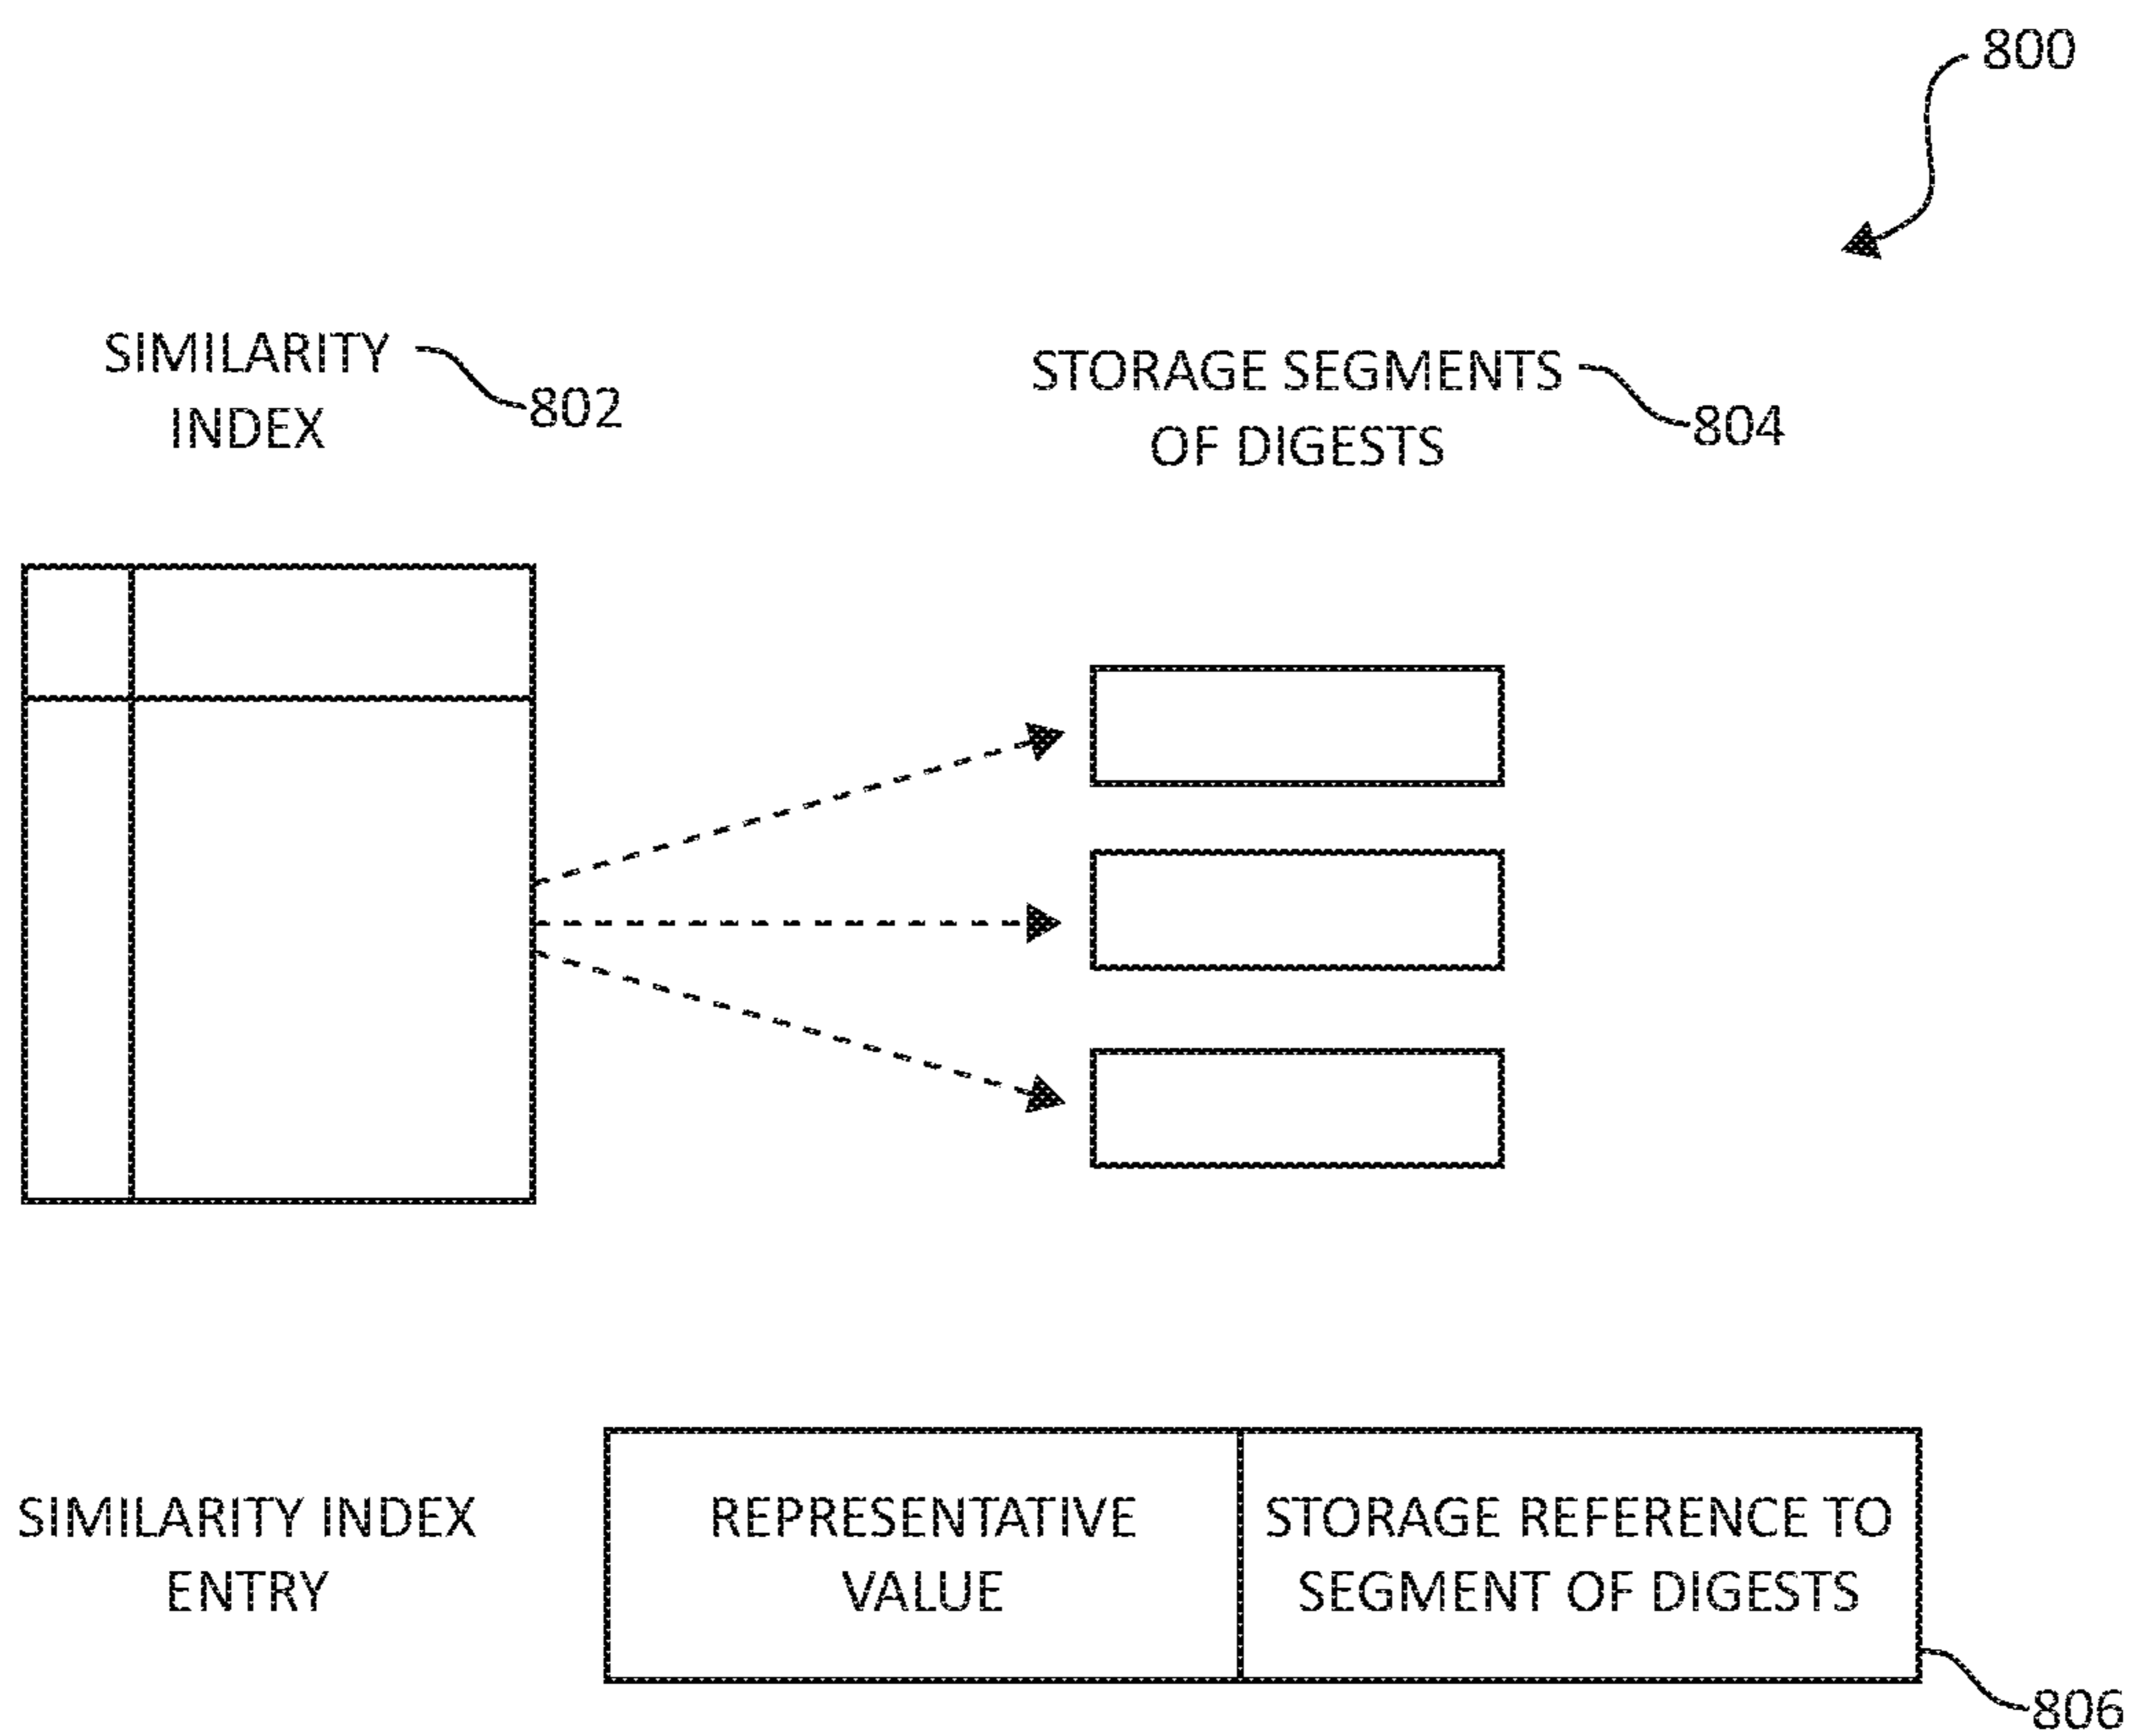 800
SIMILARITY
INDEX
802
STORAGE SEGMENTS
OF DIGESTS
804
SIMILARITY INDEX
ENTRY
REPRESENTATIVE
VALUE
STORAGE REFERENCE TO
SEGMENT OF DIGESTS
806